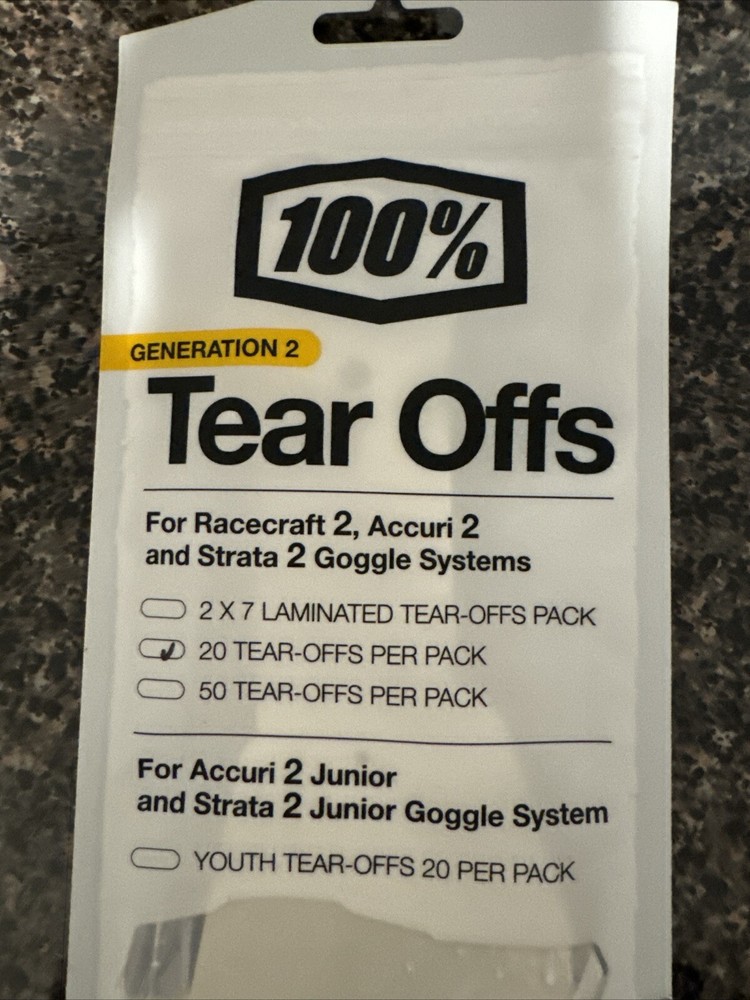 100%
GENERATION 2
Tear Offs
For Racecraft 2, Accuri 2
and Strata 2 Goggle Systems
2 X 7 LAMINATED TEAR-OFFS PACK
20 TEAR-OFFS PER PACK
50 TEAR-OFFS PER PACK
For Accuri 2 Junior
and Strata 2 Junior Goggle System
YOUTH TEAR-OFFS 20 PER PACK